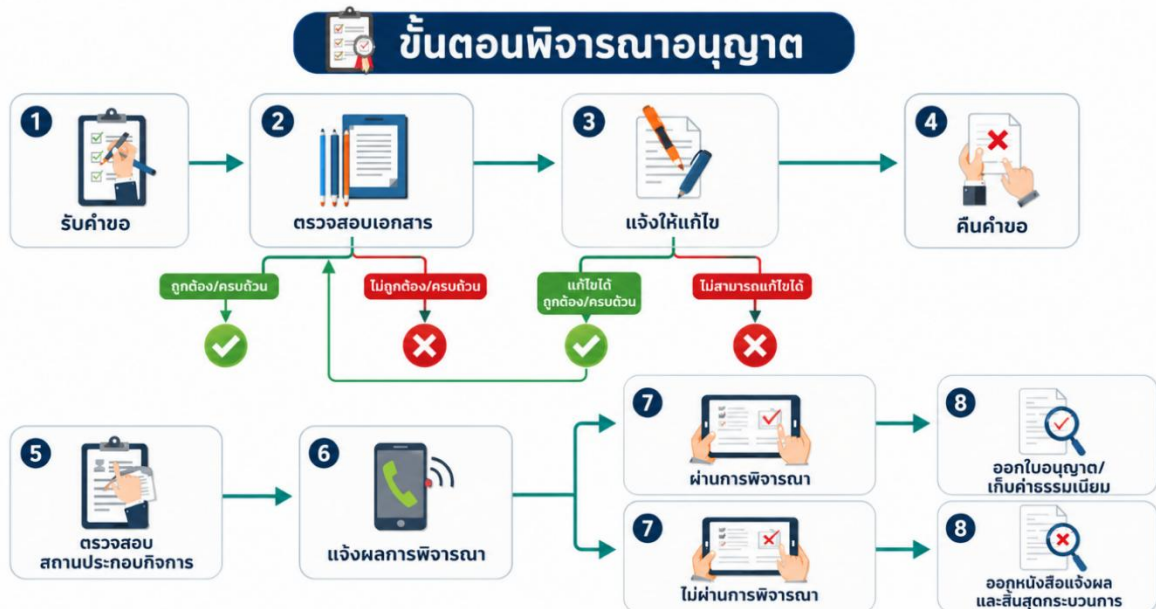 ขั้นตอนพิจารณาอนุญาต
1
รับคำขอ
2
ตรวจสอบเอกสาร
3
แจ้งให้แก้ไข
4
คืนคำขอ
ถูกต้อง/ครบถ้วน
ไม่ถูกต้อง/ครบถ้วน
แก้ไขได้
ถูกต้อง/ครบถ้วน
ไม่สามารถแก้ไขได้
5
ตรวจสอบ
สถานประกอบกิจการ
6
แจ้งผลการพิจารณา
7
ผ่านการพิจารณา
8
ออกใบอนุญาต/
เก็บค่าธรรมเนียม
7
ไม่ผ่านการพิจารณา
8
ออกหนังสือแจ้งผล
และสิ้นสุดกระบวนการ